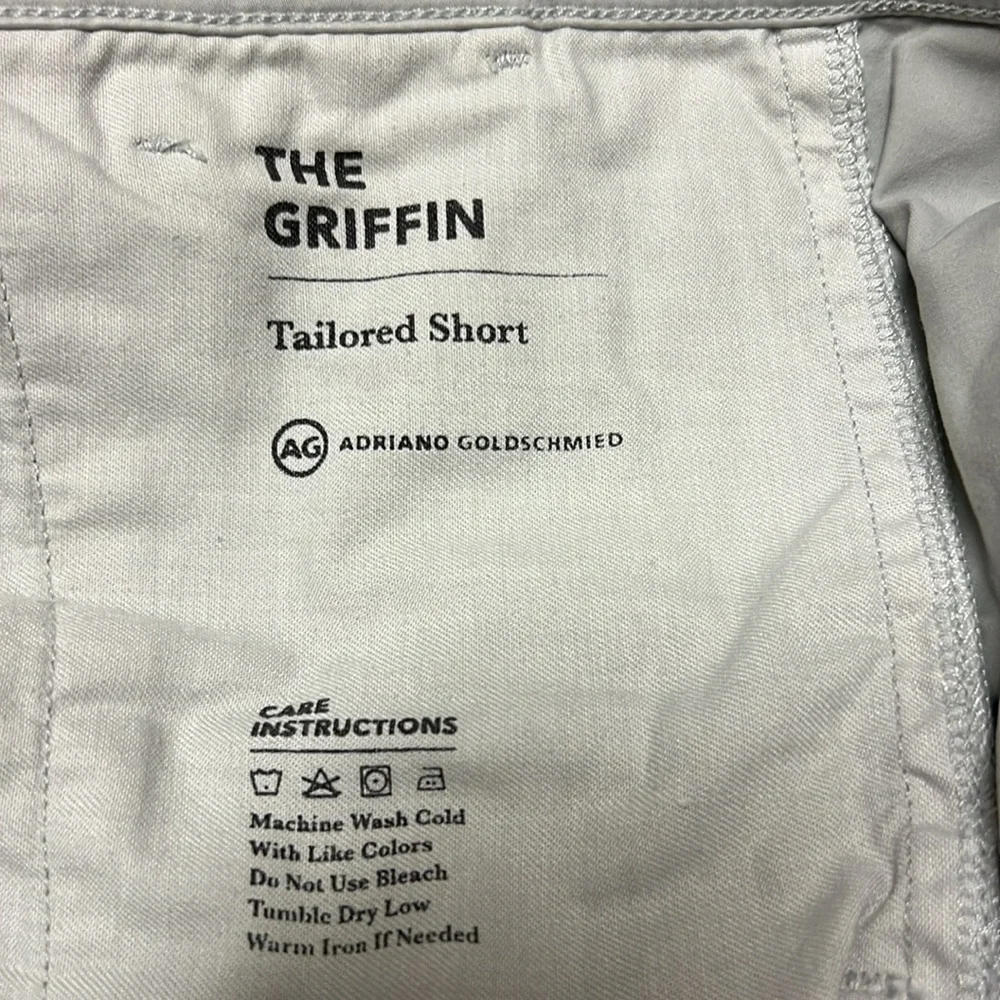 THE
GRIFFIN
Tailored Short
AG ADRIANO GOLDSCHMIED
CARE
INSTRUCTIONS
Machine Wash Cold
With Like Colors
Do Not Use Bleach
Tumble Dry Low
Warm Iron If Needed